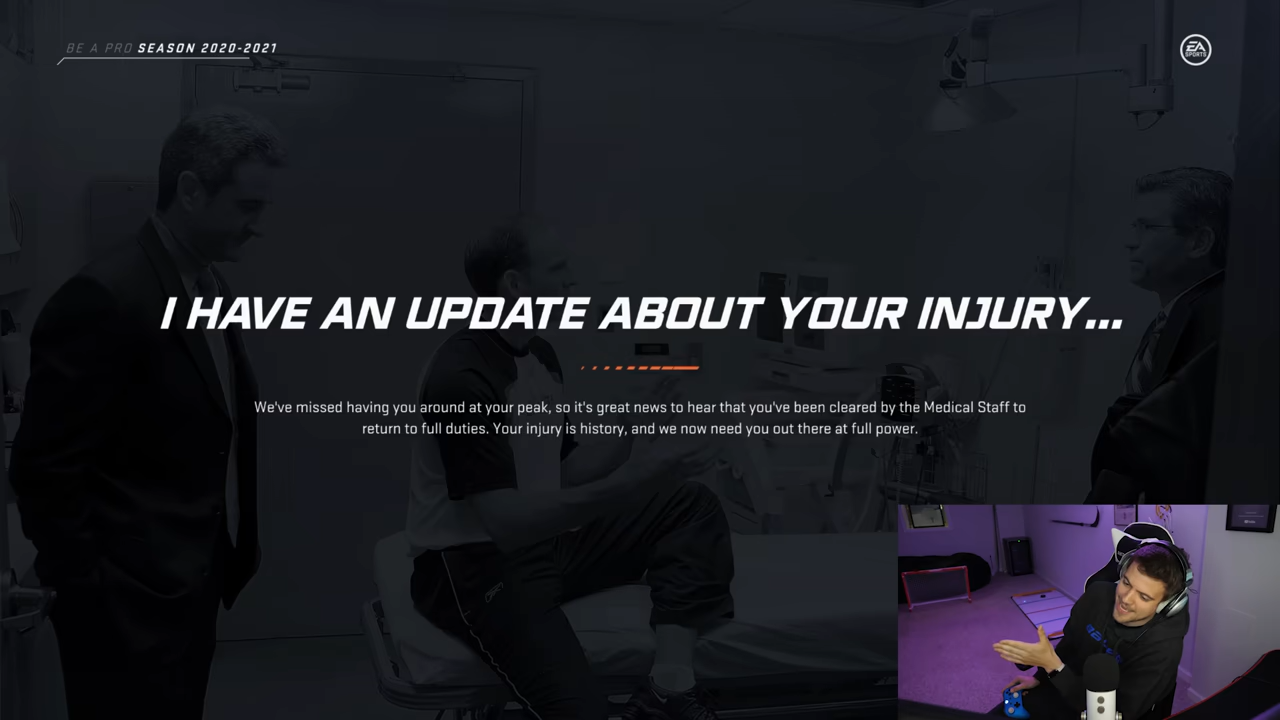 BE A PRO SEASON 2020-2021
EA
SPORTS
I HAVE AN UPDATE ABOUT YOUR INJURY...
We've missed having you around at your peak, so it's great news to hear that you've been cleared by the Medical Staff to
return to full duties. Your injury is history, and we now need you out there at full power.